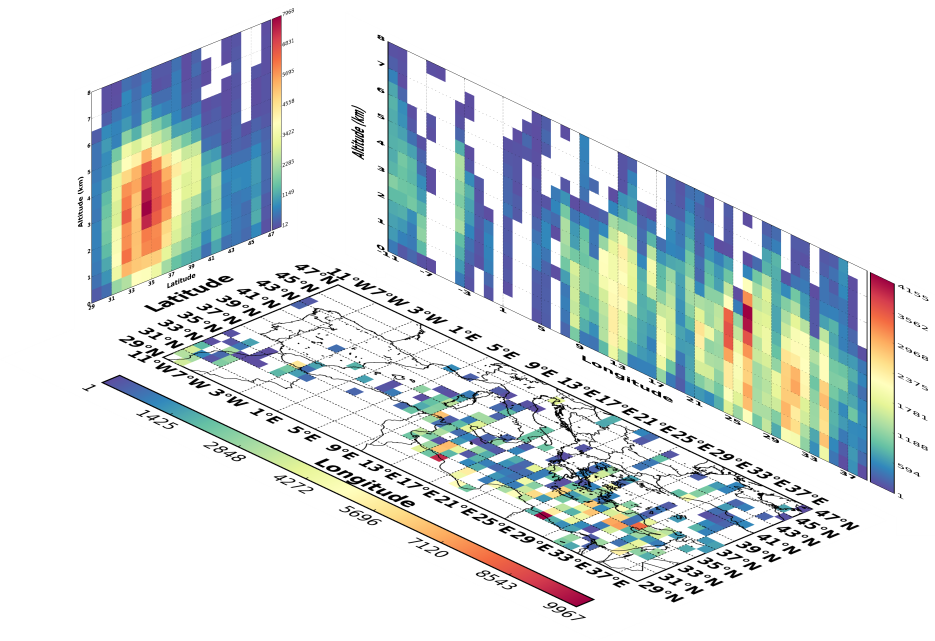 7968
6831
5695
4558
3422
2285
1149
12
8
7
6
5
4
3
2
1
0
Altitude (km)
29 31 33 35 37 39 41 43 45 47
Latitude
8
7
6
5
4
3
2
1
0
Altitude (km)
-11 -7 -3 1 5 9 13 17 21 25 29 33 37
Longitude
4155
3562
2968
2375
1781
1188
594
1
Latitude
47°N
45°N
43°N
41°N
39°N
37°N
35°N
33°N
31°N
29°N
11°W 7°W 3°W 1°E 5°E 9°E 13°E 17°E 21°E 25°E 29°E 33°E 37°E
11°W 7°W 3°W 1°E 5°E 9°E 13°E 17°E 21°E 25°E 29°E 33°E 37°E
Longitude
47°N
45°N
43°N
41°N
39°N
37°N
35°N
33°N
31°N
29°N
1
1425
2848
4272
5696
7120
8543
9967